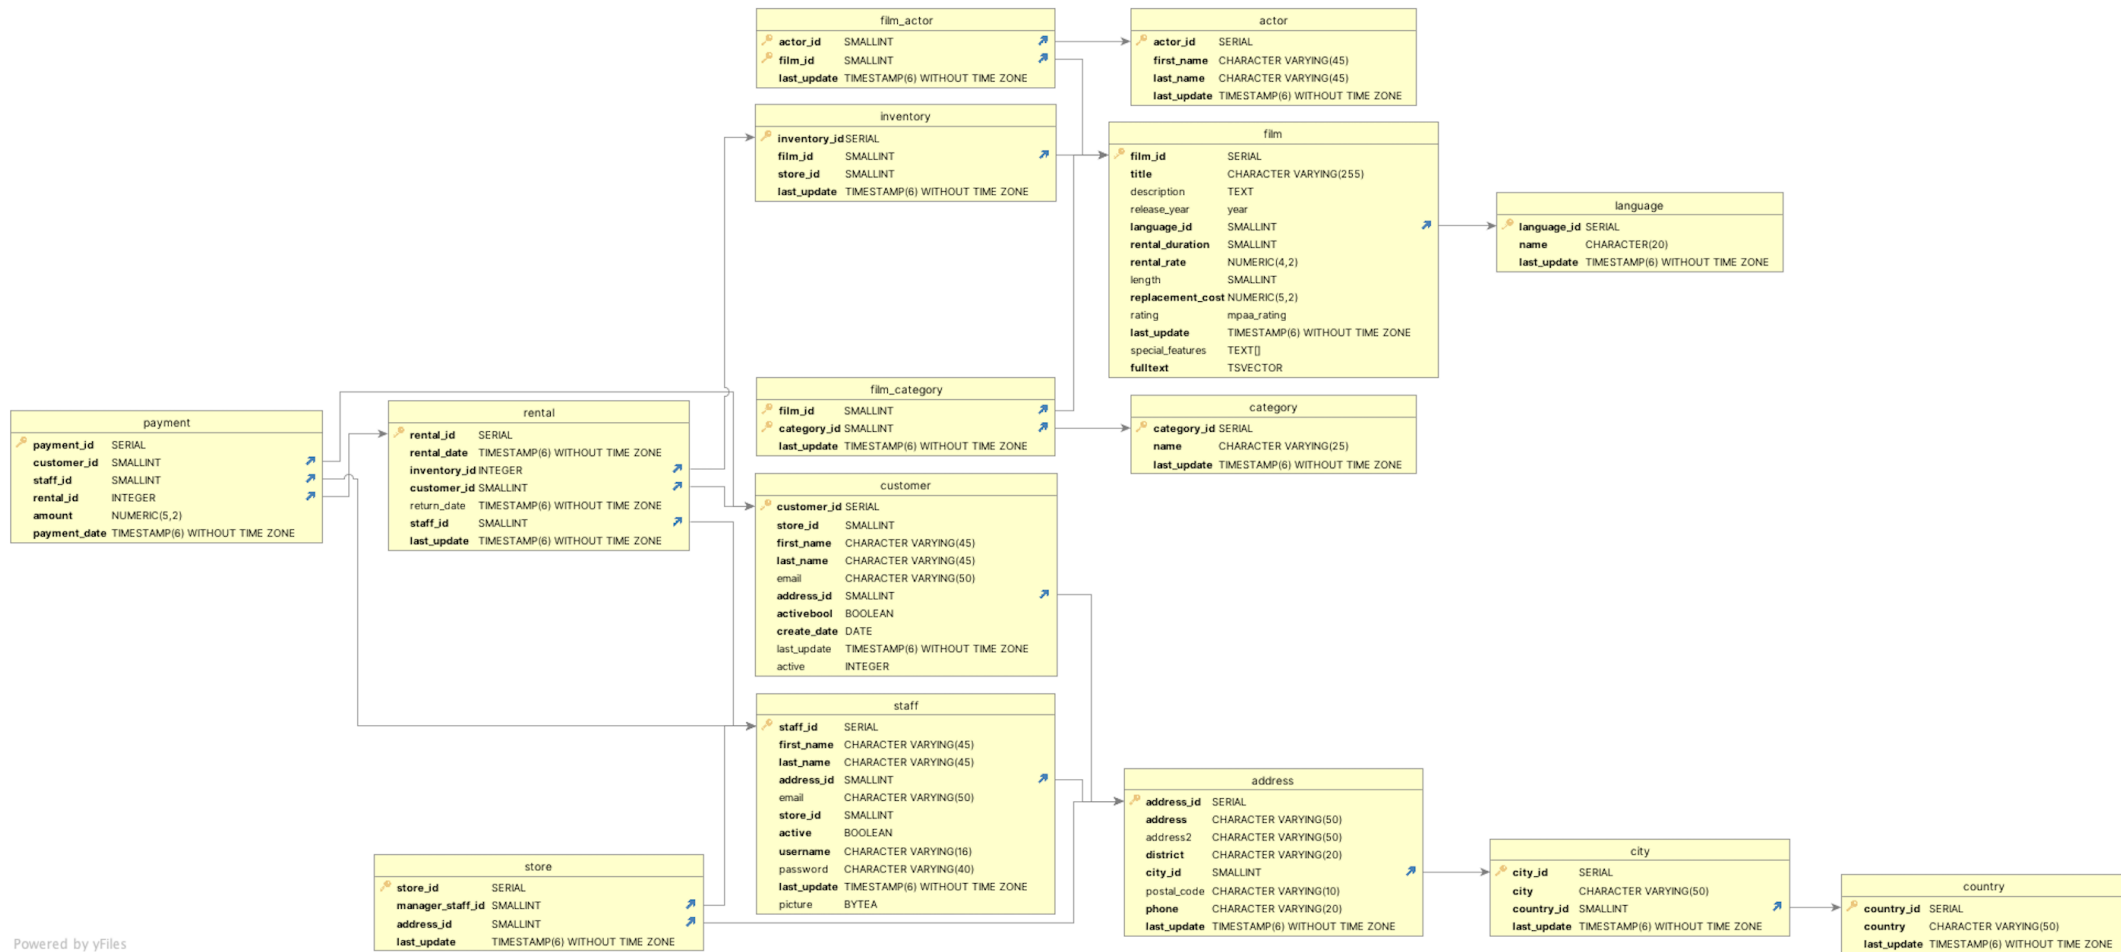 film_actor
actor_id SMALLINT
film_id SMALLINT
last_update TIMESTAMP(6) WITHOUT TIME ZONE
actor
actor_id SERIAL
first_name CHARACTER VARYING(45)
last_name CHARACTER VARYING(45)
last_update TIMESTAMP(6) WITHOUT TIME ZONE
inventory
inventory_id SERIAL
film_id SMALLINT
store_id SMALLINT
last_update TIMESTAMP(6) WITHOUT TIME ZONE
film
film_id SERIAL
title CHARACTER VARYING(255)
description TEXT
release_year year
language_id SMALLINT
rental_duration SMALLINT
rental_rate NUMERIC(4,2)
length SMALLINT
replacement_cost NUMERIC(5,2)
rating mpaa_rating
last_update TIMESTAMP(6) WITHOUT TIME ZONE
special_features TEXT[]
fulltext TSVECTOR
language
language_id SERIAL
name CHARACTER(20)
last_update TIMESTAMP(6) WITHOUT TIME ZONE
payment
payment_id SERIAL
customer_id SMALLINT
staff_id SMALLINT
rental_id INTEGER
amount NUMERIC(5,2)
payment_date TIMESTAMP(6) WITHOUT TIME ZONE
rental
rental_id SERIAL
rental_date TIMESTAMP(6) WITHOUT TIME ZONE
inventory_id INTEGER
customer_id SMALLINT
return_date TIMESTAMP(6) WITHOUT TIME ZONE
staff_id SMALLINT
last_update TIMESTAMP(6) WITHOUT TIME ZONE
film_category
film_id SMALLINT
category_id SMALLINT
last_update TIMESTAMP(6) WITHOUT TIME ZONE
category
category_id SERIAL
name CHARACTER VARYING(25)
last_update TIMESTAMP(6) WITHOUT TIME ZONE
customer
customer_id SERIAL
store_id SMALLINT
first_name CHARACTER VARYING(45)
last_name CHARACTER VARYING(45)
email CHARACTER VARYING(50)
address_id SMALLINT
activebool BOOLEAN
create_date DATE
last_update TIMESTAMP(6) WITHOUT TIME ZONE
active INTEGER
staff
staff_id SERIAL
first_name CHARACTER VARYING(45)
last_name CHARACTER VARYING(45)
address_id SMALLINT
email CHARACTER VARYING(50)
store_id SMALLINT
active BOOLEAN
username CHARACTER VARYING(16)
password CHARACTER VARYING(40)
last_update TIMESTAMP(6) WITHOUT TIME ZONE
picture BYTEA
store
store_id SERIAL
manager_staff_id SMALLINT
address_id SMALLINT
last_update TIMESTAMP(6) WITHOUT TIME ZONE
address
address_id SERIAL
address CHARACTER VARYING(50)
address2 CHARACTER VARYING(50)
district CHARACTER VARYING(20)
city_id SMALLINT
postal_code CHARACTER VARYING(10)
phone CHARACTER VARYING(20)
last_update TIMESTAMP(6) WITHOUT TIME ZONE
city
city_id SERIAL
city CHARACTER VARYING(50)
country_id SMALLINT
last_update TIMESTAMP(6) WITHOUT TIME ZONE
country
country_id SERIAL
country CHARACTER VARYING(50)
last_update TIMESTAMP(6) WITHOUT TIME ZONE
Powered by yFiles